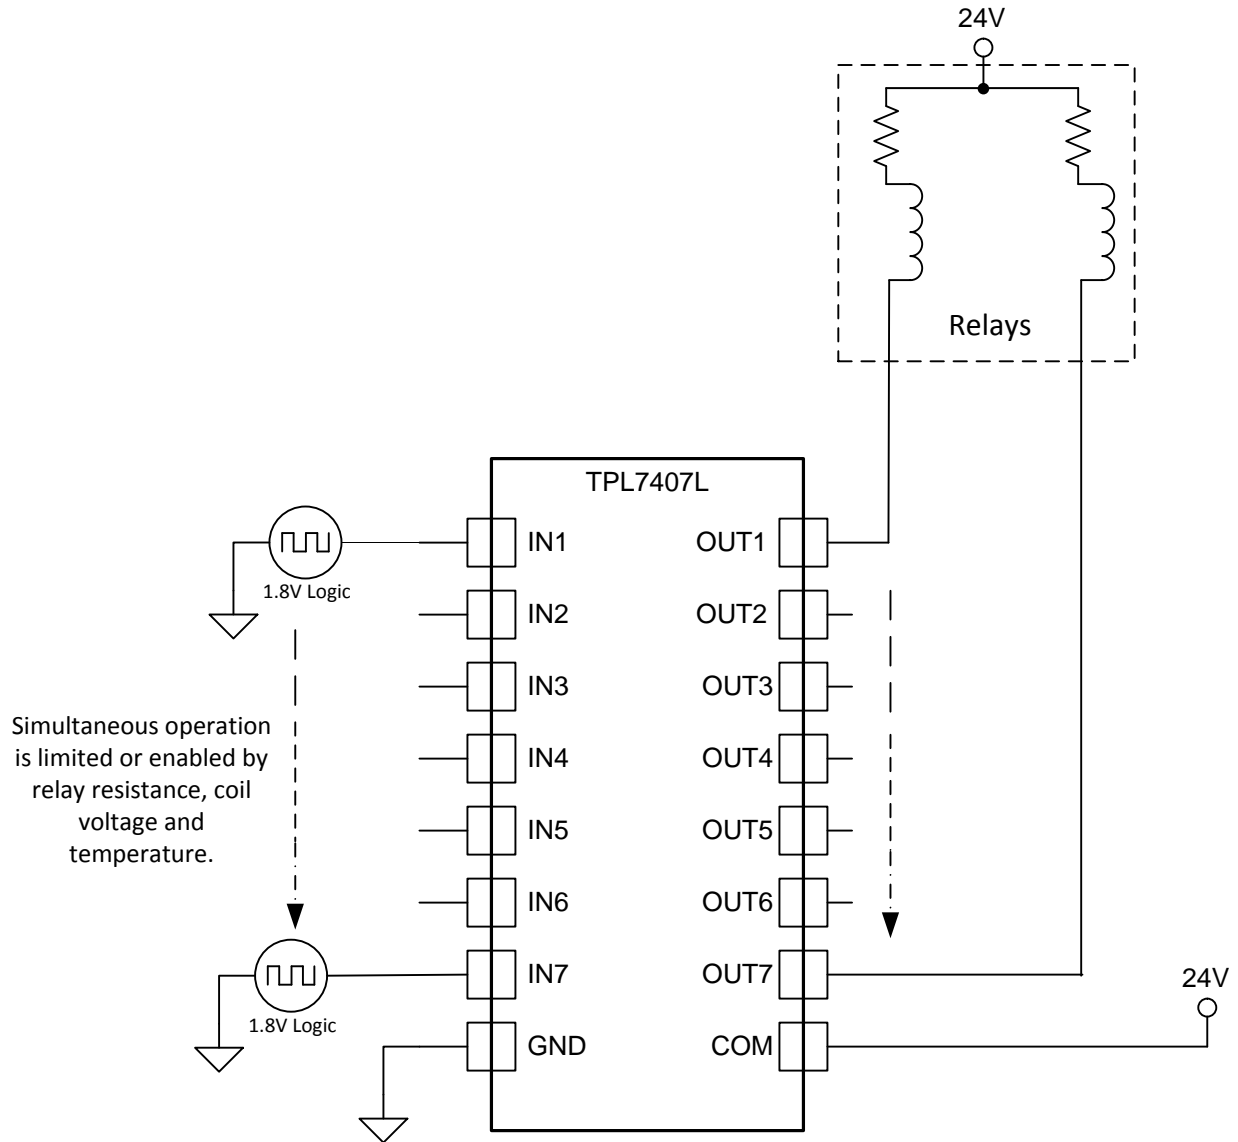 24V
Relays
TPL7407L
IN1
OUT1
1.8V Logic
IN2
OUT2
IN3
OUT3
Simultaneous operation
is limited or enabled by
relay resistance, coil
voltage and
temperature.
IN4
OUT4
IN5
OUT5
IN6
OUT6
IN7
OUT7
24V
1.8V Logic
GND
COM